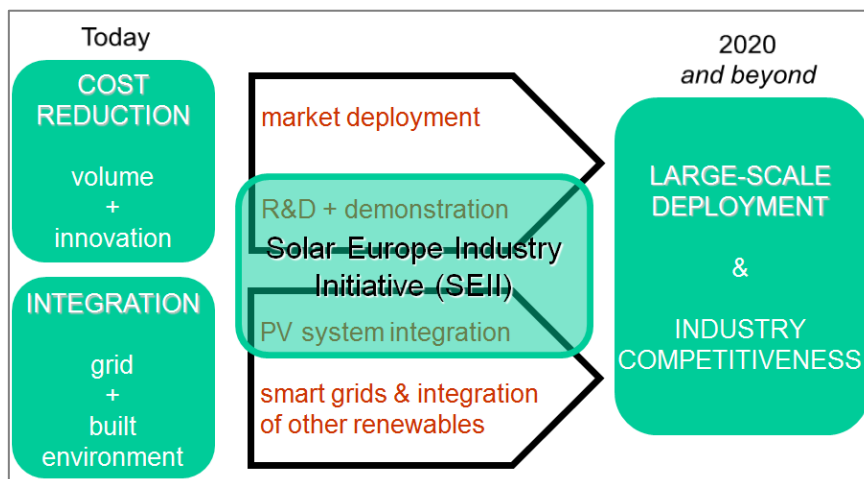 Today
COST
REDUCTION
volume
+
innovation
INTEGRATION
grid
+
built
environment
market deployment
R&D + demonstration
Solar Europe Industry
Initiative (SEII)
PV system integration
smart grids & integration
of other renewables
2020
and beyond
LARGE-SCALE
DEPLOYMENT
&
INDUSTRY
COMPETITIVENESS